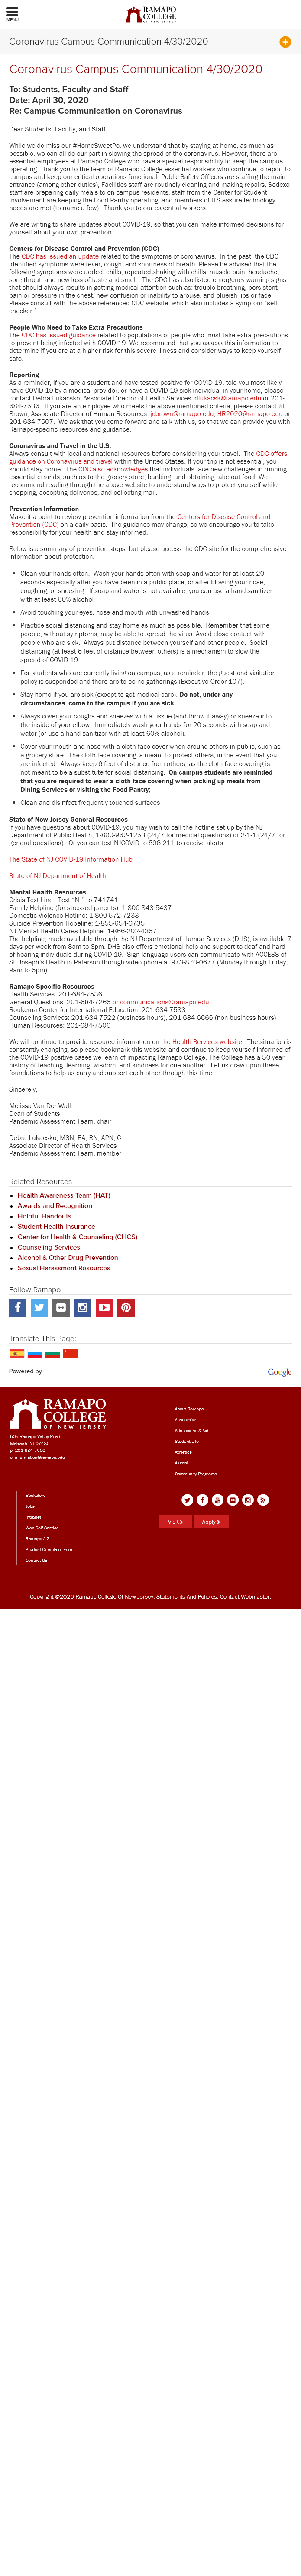 MENU
RAMAPO
COLLEGE
OF NEW JERSEY
Coronavirus Campus Communication 4/30/2020
Coronavirus Campus Communication 4/30/2020
To: Students, Faculty and Staff
Date: April 30, 2020
Re: Campus Communication on Coronavirus
Dear Students, Faculty, and Staff:
While we do miss our #HomeSweetPo, we understand that by staying at home, as much as
possible, we can all do our part in slowing the spread of the coronavirus. However, there are
essential employees at Ramapo College who have a special responsibility to keep the campus
operating. Thank you to the team of Ramapo College essential workers who continue to report to
campus to maintain critical operational functions. Public Safety Officers are staffing the main
entrance (among other duties), Facilities staff are routinely cleaning and making repairs, Sodexo
staff are preparing daily meals to on campus residents, staff from the Center for Student
Involvement are keeping the Food Pantry operating, and members of ITS assure technology
needs are met (to name a few). Thank you to our essential workers.
We are writing to share updates about COVID-19, so that you can make informed decisions for
yourself about your own prevention.
Centers for Disease Control and Prevention (CDC)
The CDC has issued an update related to the symptoms of coronavirus. In the past, the CDC
identified symptoms were fever, cough, and shortness of breath. They have updated that the
following symptoms were added: chills, repeated shaking with chills, muscle pain, headache,
sore throat, and new loss of taste and smell. The CDC has also listed emergency warning signs
that should always results in getting medical attention such as trouble breathing, persistent
pain or pressure in the chest, new confusion or inability to arouse, and blueish lips or face.
Please consult with the above referenced CDC website, which also contains a symptom "self
checker."
People Who Need to Take Extra Precautions
The CDC has issued guidance related to populations of people who must take extra precautions
to prevent being infected with COVID-19. We recommend that you assess this information to
determine if you are at a higher risk for this severe illness and find out ways to keep yourself
safe.
Reporting
As a reminder, if you are a student and have tested positive for COVID-19, told you most likely
have the virus, or have been in close contact with a confirmed case of Coronavirus, please
contact Debra Lukacsko, Associate Director of Health Services, dlukacsk@ramapo.edu or 201-
684-7536. If you are an employee who meets the above-mentioned criteria, please contact Jill
Brown, Associate Director of Human Resources, jcbrown@ramapo.edu, HR2020@ramapo.edu or
201-684-7507. We ask that you contact us and talk with us, so that we can provide you with
Ramapo-specific resources and guidance.
Coronavirus and Travel in the U.S.
Always consult with local and national resources before considering your travel. The CDC offers
guidance on Coronavirus and travel within the U.S. If your trip is not essential, you
should stay home. The CDC also acknowledges the difficulty face new challenges in running
essential errands, such as to the grocery store, banking, and obtaining take-out food. We
recommend reading through the above website to understand ways to protect yourself while
shopping, accepting deliveries, and collecting mail.
Prevention Information
Make it a point to review prevention information from the Centers for Disease Control and
Prevention (CDC) on a daily basis. The guidance may change, so we encourage you to take
responsibility for your health and stay informed.
Below is a summary of prevention steps, but please access the CDC site for the comprehensive
information about prevention.
• Clean your hands often. Wash your hands often with soap and water for at least 20
seconds especially after you have been in a public place, or after blowing your nose,
coughing, or sneezing. If soap and water is not available, you can use a hand sanitizer
with at least 60% alcohol
• Avoid touching your eyes, nose and mouth with unwashed hands
• Practice social distancing and stay home as much as possible. Remember that some
people, without symptoms, may be able to spread the virus. Avoid close contact with
people who are sick, and put distance between yourself and other people. Social
distancing (at least 6 feet of distance between others) is a mechanism to slow the
spread of COVID-19.
• For students who are currently living on campus, as a reminder, the guest and visitation
policy is suspended and there are to be no gatherings (Executive Order 107).
• Stay home if you are sick (except to get medical care). Do not, under any
circumstances, come to the campus if you are sick.
• Always cover your coughs and sneezes with a tissue (and throw it away) or sneeze into
the inside of your elbow. Immediately wash your hands for 20 seconds with soap and
water (or use a hand sanitizer with at least 60% alcohol).
• Cover your mouth and nose with a cloth face cover when around others in public, such as
a grocery store. The cloth face covering is meant to protect others, in the event you are
infected. Always keep 6 feet of distance from others, as the cloth face covering is
not meant to be a substitute for social distancing. On campus students are reminded
that you are required to wear a cloth face covering when picking up meals from
Dining Services or visiting the Food Pantry;
• Clean and disinfect frequently touched surfaces
State of New Jersey General Resources
If you have questions about COVID-19, you may wish to call the hotline set up by the NJ
Department of Public Health, 1-800-962-1253 (24/7 for medical questions) or 2-1-1 (24/7 for
general questions). Or you can text NJCOVID to 898-211 to receive alerts.
The State of NJ COVID-19 Information Hub
State of NJ Department of Health
Mental Health Resources
Crisis Text Line: Text "NJ" to 741741
Family Helpline (for stressed parents): 1-800-843-5437
Domestic Violence Hotline: 1-800-572-7233
Suicide Prevention Hopeline: 1-855-654-6735
NJ Mental Health Cares Helpline: 1-866-202-4357
The helpline, made available through the NJ Department of Human Services (DHS), is available 7
days per week from 8am to 8pm. DHS also offers emotional help and support to deaf and hard
of hearing individuals during COVID-19. Sign language users can communicate with ACCESS of
St. Joseph's Health in Paterson through video phone at 973-870-0677 (Monday through Friday,
9am to 5pm)
Ramapo Specific Resources
Health Services: 201-684-7536
General Questions: 201-684-7265 or communications@ramapo.edu
Roukema Center for International Education: 201-684-7533
Counseling Services: 201-684-7522 (business hours), 201-684-6666 (non-business hours)
Human Resources: 201-684-7506
We will continue to provide resource information on the Health Services website. The situation is
constantly changing, so please bookmark this website and continue to keep yourself informed of
the COVID-19 positive cases we learn of impacting Ramapo College. The College has a 50 year
history of teaching, learning, wisdom, and kindness for one another. Let us draw upon these
foundations to help us rally and support each other through this time.
Sincerely,
Melissa Van Der Wall
Dean of Students
Pandemic Assessment Team, chair
Debra Lukacsko, MSN, BA, RN, APN, C
Associate Director of Health Services
Pandemic Assessment Team, member
Related Resources
• Health Awareness Team (HAT)
• Awards and Recognition
• Helpful Handouts
• Student Health Insurance
• Center for Health & Counseling (CHCS)
• Counseling Services
• Alcohol & Other Drug Prevention
• Sexual Harassment Resources
Follow Ramapo
Translate This Page:
Powered by
Google
RAMAPO
COLLEGE
OF NEW JERSEY
505 Ramapo Valley Road
Mahwah, NJ 07430
p: 201-684-7500
e: information@ramapo.edu
About Ramapo
Academics
Admissions & Aid
Student Life
Athletics
Alumni
Community Programs
Bookstore
Jobs
Intranet
Web Self-Service
Ramapo A-Z
Student Complaint Form
Contact Us
Visit
Apply
Copyright ©2020 Ramapo College Of New Jersey. Statements And Policies. Contact Webmaster.